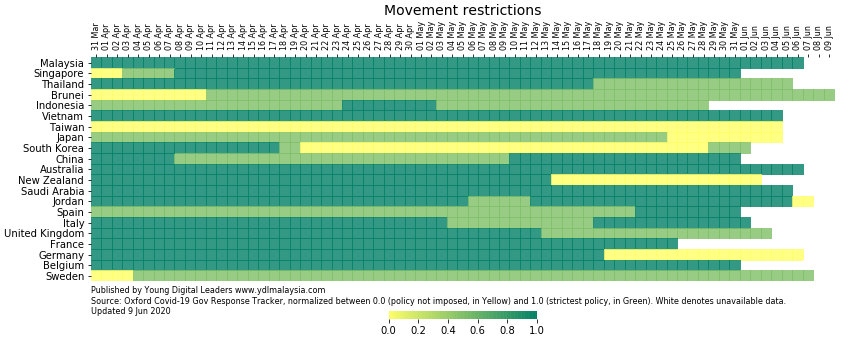 Movement restrictions
31 Mar
01 Apr
02 Apr
03 Apr
04 Apr
05 Apr
06 Apr
07 Apr
08 Apr
09 Apr
10 Apr
11 Apr
12 Apr
13 Apr
14 Apr
15 Apr
16 Apr
17 Apr
18 Apr
19 Apr
20 Apr
21 Apr
22 Apr
23 Apr
24 Apr
25 Apr
26 Apr
27 Apr
28 Apr
29 Apr
30 Apr
01 May
02 May
03 May
04 May
05 May
06 May
07 May
08 May
09 May
10 May
11 May
12 May
13 May
14 May
15 May
16 May
17 May
18 May
19 May
20 May
21 May
22 May
23 May
24 May
25 May
26 May
27 May
28 May
29 May
30 May
31 May
01 Jun
02 Jun
03 Jun
04 Jun
05 Jun
06 Jun
07 Jun
08 Jun
09 Jun
Malaysia
Singapore
Thailand
Brunei
Indonesia
Vietnam
Taiwan
Japan
South Korea
China
Australia
New Zealand
Saudi Arabia
Jordan
Spain
Italy
United Kingdom
France
Germany
Belgium
Sweden
Published by Young Digital Leaders www.ydlmalaysia.com
Source: Oxford Covid-19 Gov Response Tracker, normalized between 0.0 (policy not imposed, in Yellow) and 1.0 (strictest policy, in Green). White denotes unavailable data.
Updated 9 Jun 2020
0.0 0.2 0.4 0.6 0.8 1.0